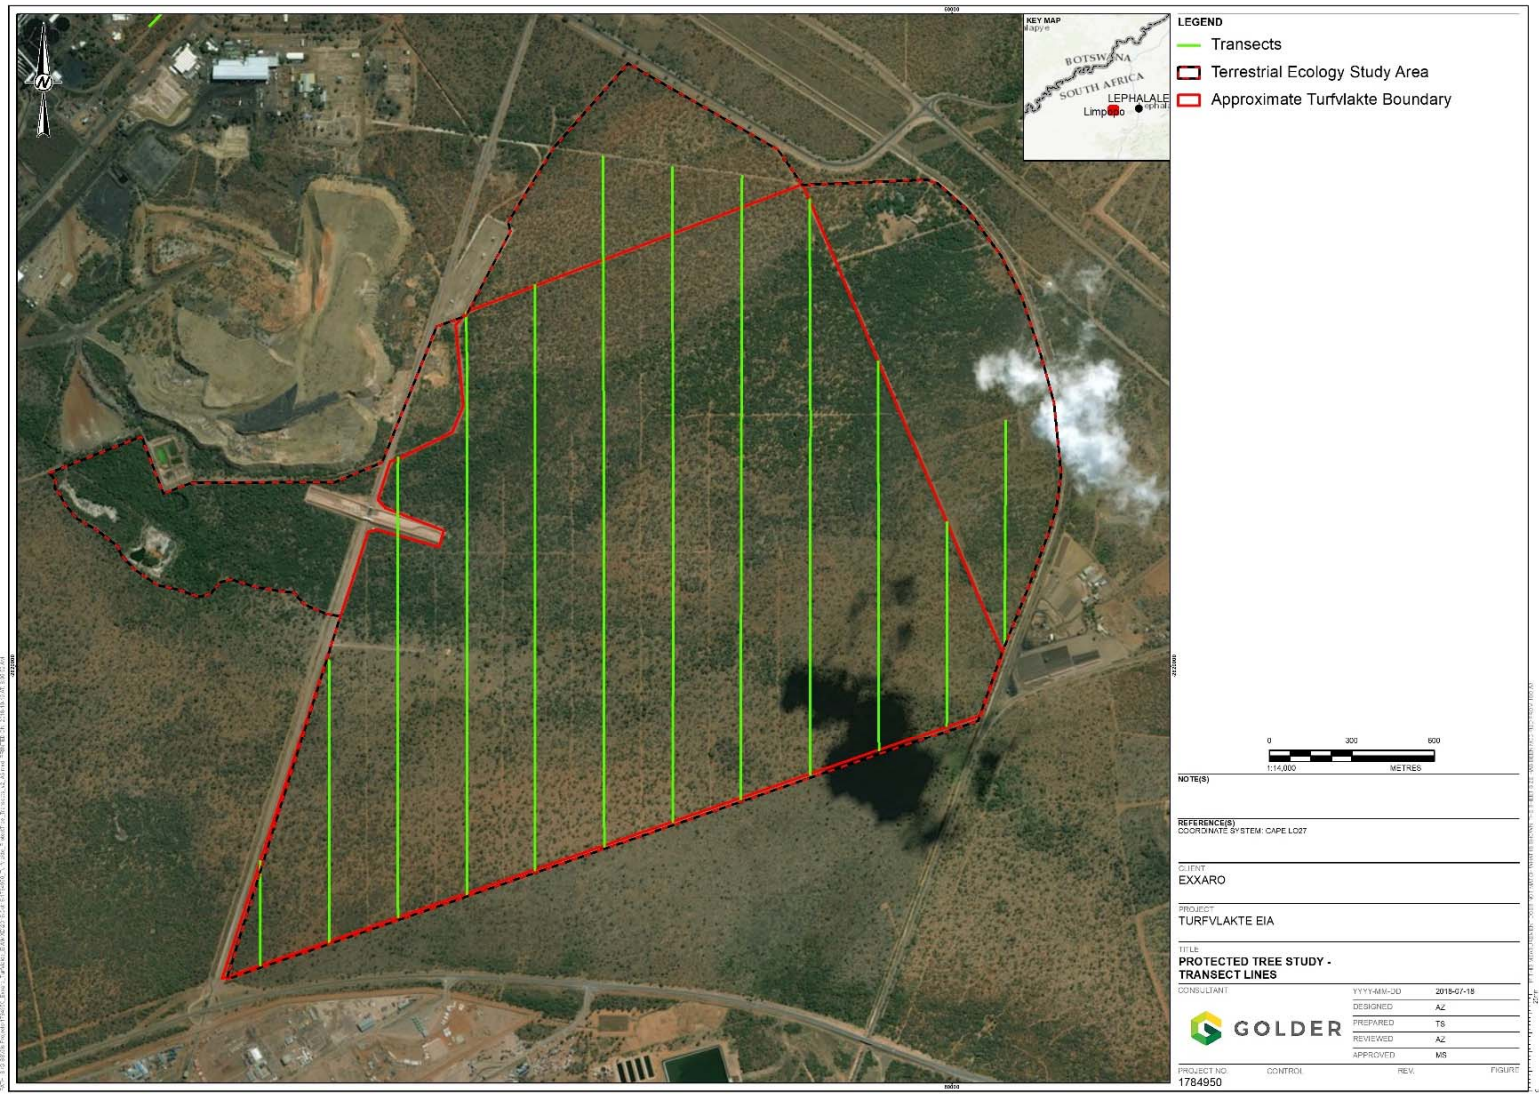 60000
KEY MAP
lapye
BOTSWANA
SOUTH AFRICA
LEPHALALE
ephala
Limpopo
N
LEGEND
Transects
Terrestrial Ecology Study Area
Approximate Turfvlakte Boundary
0 300 600
1:14,000 METRES
NOTE(S)
REFERENCE(S)
COORDINATE SYSTEM: CAPE LO27
CLIENT
EXXARO
PROJECT
TURFVLAKTE EIA
TITLE
PROTECTED TREE STUDY -
TRANSECT LINES
CONSULTANT
YYYY-MM-DD 2018-07-18
DESIGNED AZ
PREPARED TS
REVIEWED AZ
APPROVED MS
GOLDER
PROJECT NO. CONTROL REV. FIGURE
1784950